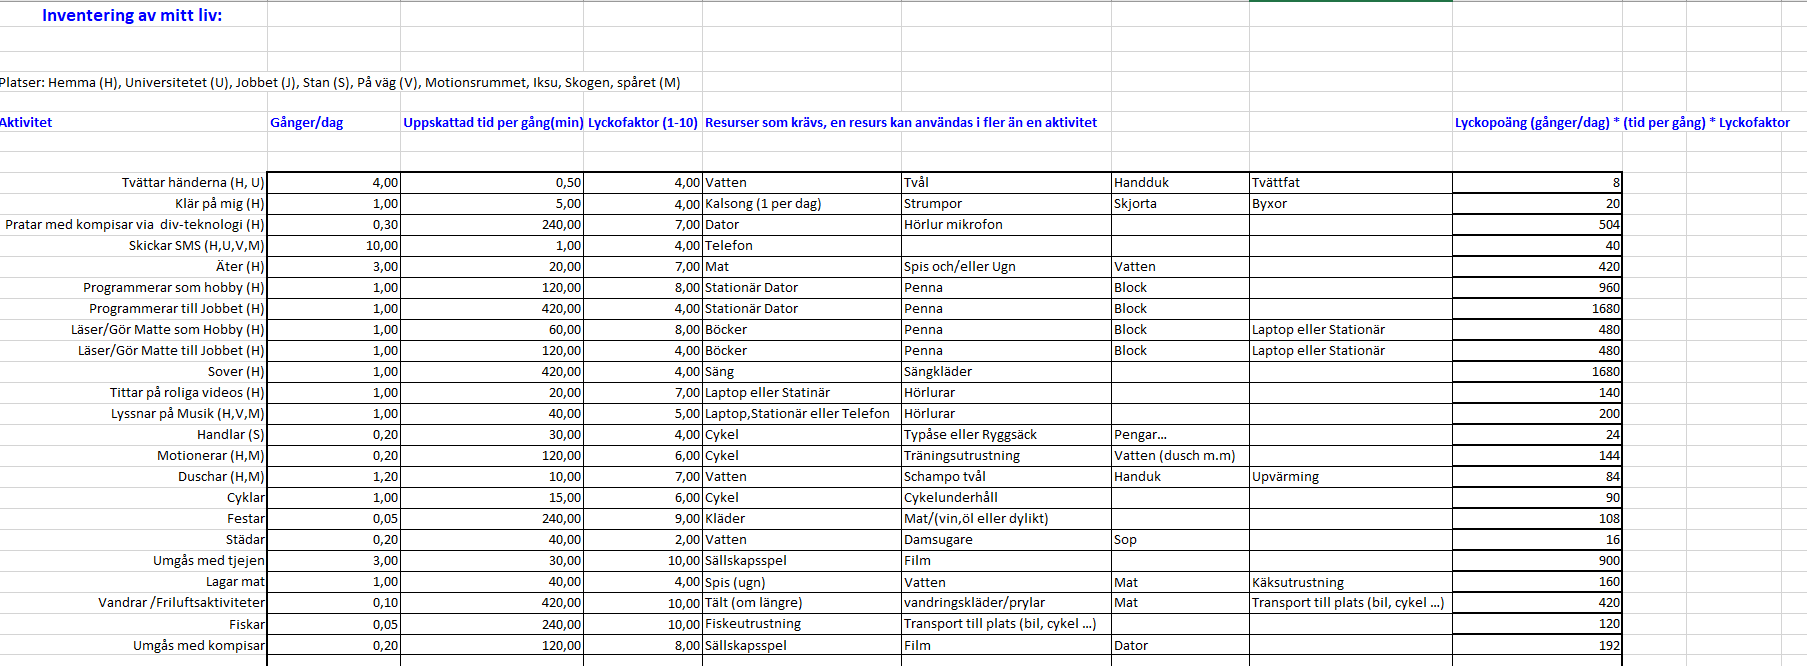 Inventering av mitt liv:
Platser: Hemma (H), Universitetet (U), Jobbet (J), Stan (S), På väg (V), Motionsrummet, Iksu, Skogen, spåret (M)
Aktivitet Gånger/dag Uppskattad tid per gång(min) Lyckofaktor (1-10) Resurser som krävs, en resurs kan användas i fler än en aktivitet Lyckopoäng (gånger/dag) * (tid per gång) * Lyckofaktor
Tvättar händerna (H, U) 4,00 0,50 4,00 Vatten Tvål Handduk Tvättfat 8
Klär på mig (H) 1,00 5,00 4,00 Kalsong (1 per dag) Strumpor Skjorta Byxor 20
Pratar med kompisar via div-teknologi (H) 0,30 240,00 7,00 Dator Hörlur mikrofon 504
Skickar SMS (H,U,V,M) 10,00 1,00 4,00 Telefon 40
Äter (H) 3,00 20,00 7,00 Mat Spis och/eller Ugn Vatten 420
Programmerar som hobby (H) 1,00 120,00 8,00 Stationär Dator Penna Block 960
Programmerar till Jobbet (H) 1,00 420,00 4,00 Stationär Dator Penna Block 1680
Läser/Gör Matte som Hobby (H) 1,00 60,00 8,00 Böcker Penna Block Laptop eller Stationär 480
Läser/Gör Matte till Jobbet (H) 1,00 120,00 4,00 Böcker Penna Block Laptop eller Stationär 480
Sover (H) 1,00 420,00 4,00 Säng Sängkläder 1680
Tittar på roliga videos (H) 1,00 20,00 7,00 Laptop eller Statinär Hörlurar 140
Lyssnar på Musik (H,V,M) 1,00 40,00 5,00 Laptop,Stationär eller Telefon Hörlurar 200
Handlar (S) 0,20 30,00 4,00 Cykel Typåse eller Ryggsäck Pengar... 24
Motionerar (H,M) 0,20 120,00 6,00 Cykel Träningsutrustning Vatten (dusch m.m) 144
Duschar (H,M) 1,20 10,00 7,00 Vatten Schampo tvål Handuk Upvärming 84
Cyklar 1,00 15,00 6,00 Cykel Cykelunderhåll 90
Festar 0,05 240,00 9,00 Kläder Mat/(vin,öl eller dylikt) 108
Städar 0,20 40,00 2,00 Vatten Damsugare Sop 16
Umgås med tjejen 3,00 30,00 10,00 Sällskapsspel Film 900
Lagar mat 1,00 40,00 4,00 Spis (ugn) Vatten Mat Käksutrustning 160
Vandrar /Friluftsaktiviteter 0,10 420,00 10,00 Tält (om längre) vandringskläder/prylar Mat Transport till plats (bil, cykel ...) 420
Fiskar 0,05 240,00 10,00 Fiskeutrustning Transport till plats (bil, cykel ...) 120
Umgås med kompisar 0,20 120,00 8,00 Sällskapsspel Film Dator 192